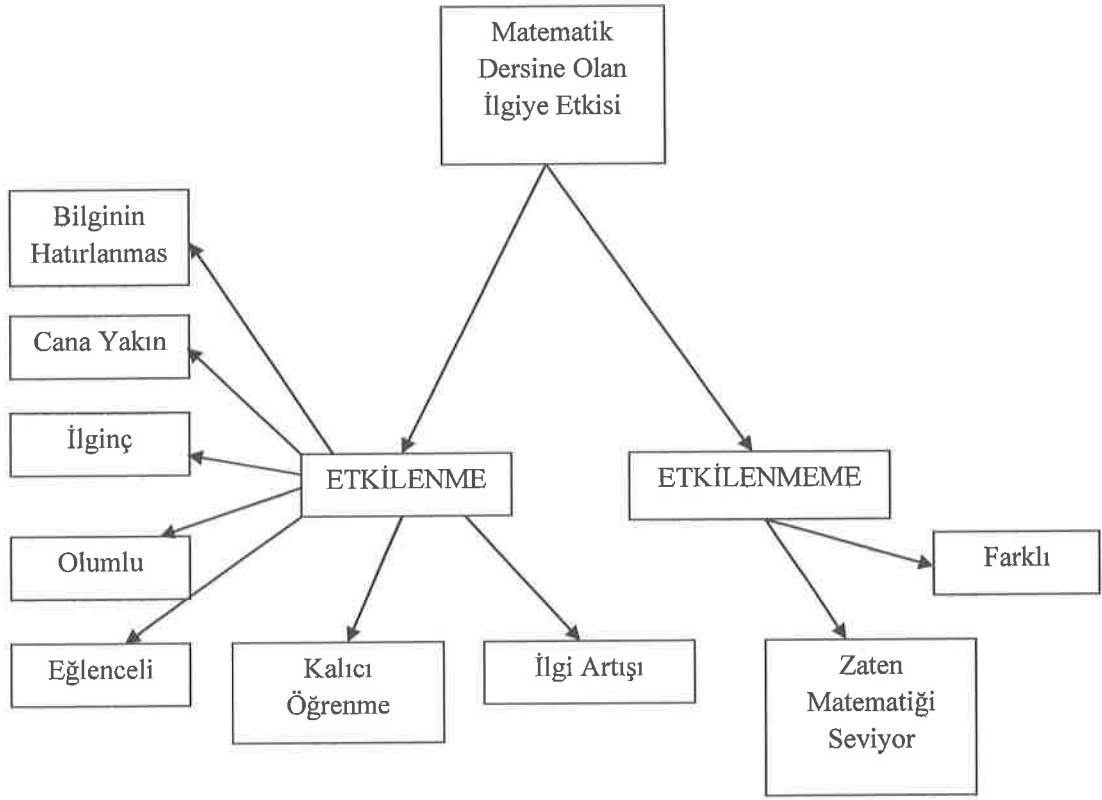 Matematik
Dersine Olan
İlgiye Etkisi
Bilginin
Hatırlanmas
Cana Yakın
İlginç
ETKİLENME
ETKİLENMEME
Olumlu
Farklı
Eğlenceli
Kalıcı
Öğrenme
İlgi Artışı
Zaten
Matematiği
Seviyor